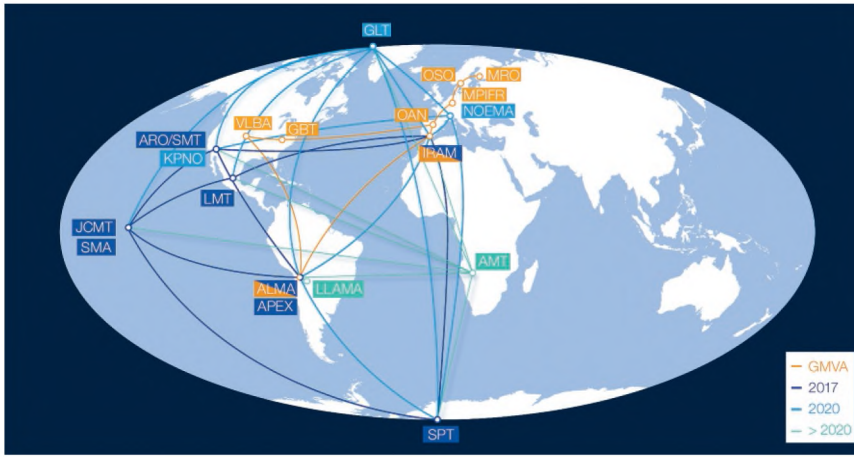 GLT
OSO
MRO
MPIFR
NOEMA
OAN
VLBA
GBT
ARO/SMT
KPNO
IRAM
LMT
JCMT
SMA
AMT
ALMA
LLAMA
APEX
SPT
GMVA
2017
2020
> 2020